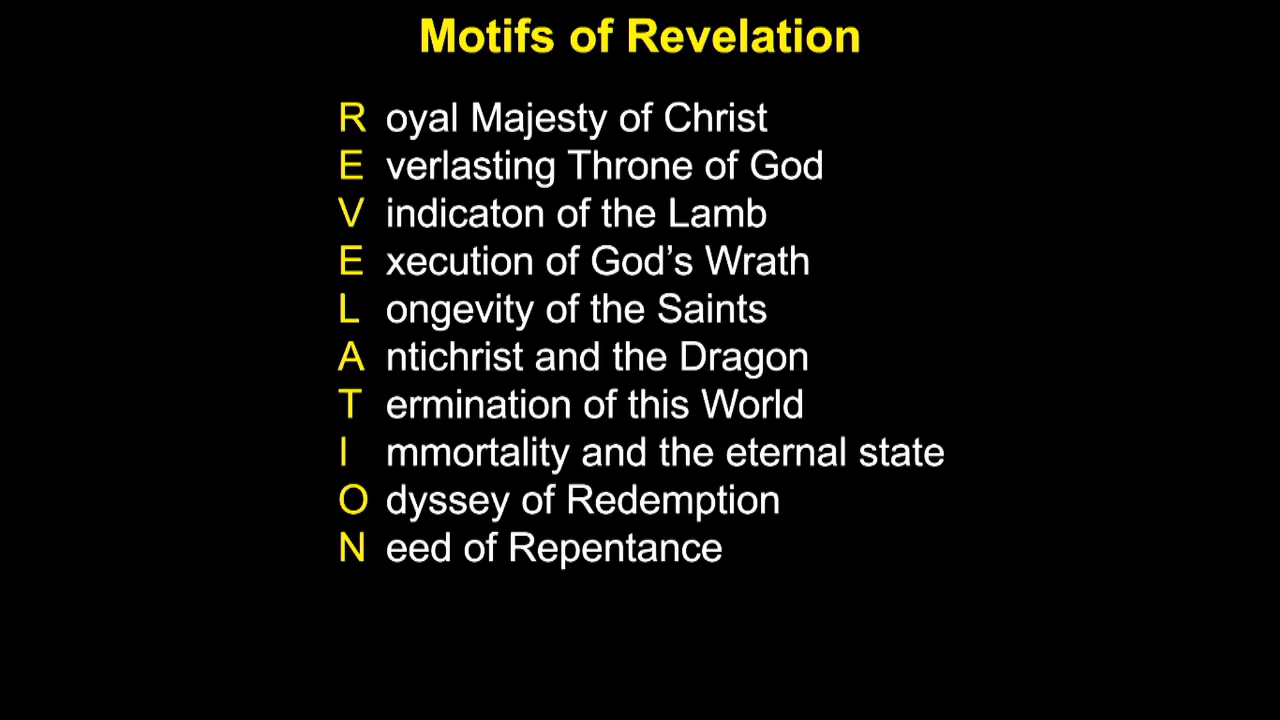 Motifs of Revelation
R oyal Majesty of Christ
E verlasting Throne of God
V indicaton of the Lamb
E xecution of God’s Wrath
L ongevity of the Saints
A ntichrist and the Dragon
T ermination of this World
I mmortality and the eternal state
O dyssey of Redemption
N eed of Repentance